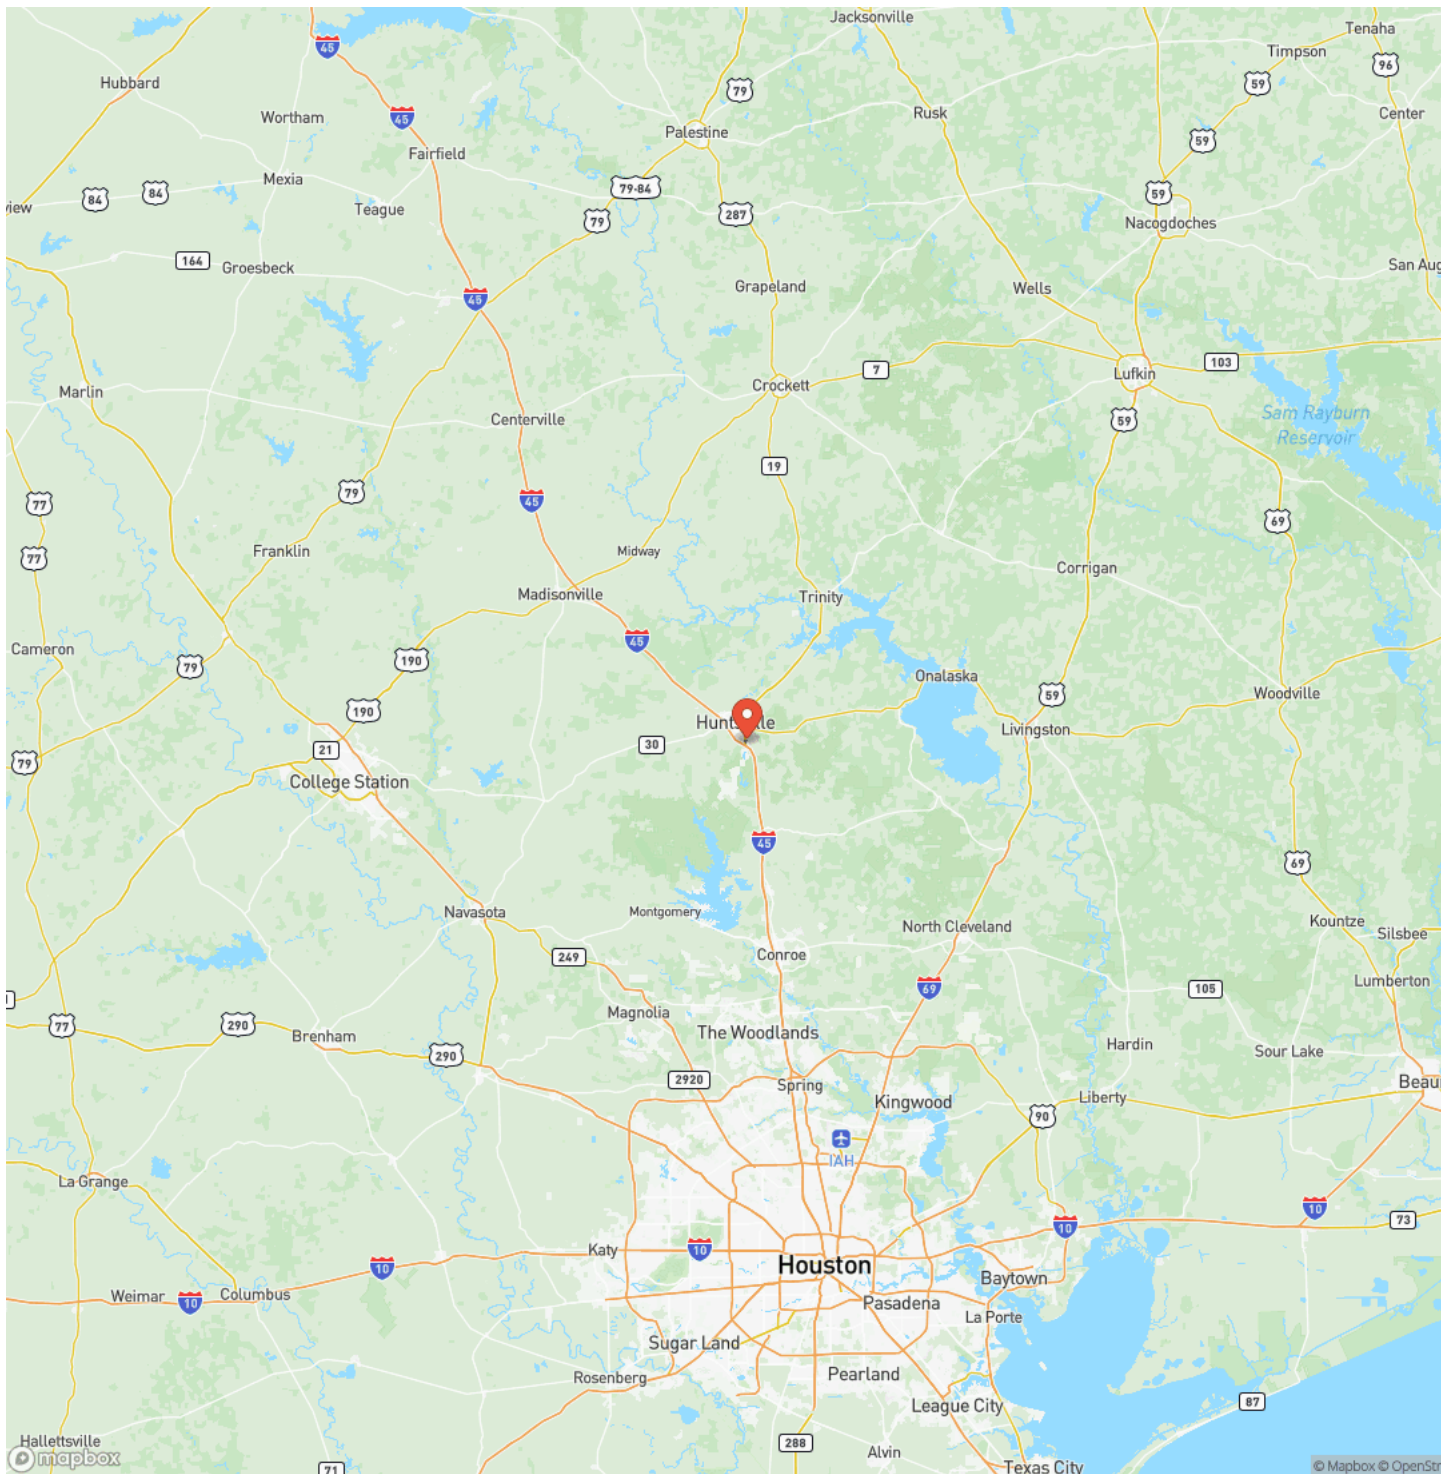 Jacksonville
Tenaha
45
Timpson
96
Hubbard
79
59
Wortham
45
Rusk
Center
Palestine
59
Fairfield
Mexia
79-84
84
84
59
view
Teague
287
79
Nacogdoches
164
Groesbeck
San Aug
45
Grapeland
Wells
103
7
Lufkin
Crockett
Marlin
Sam Rayburn
Reservoir
Centerville
59
19
79
45
77
69
Franklin
Midway
77
Corrigan
Madisonville
Trinity
45
Cameron
190
79
Onalaska
59
Woodville
190
Huntsville
Livingston
30
21
79
College Station
45
69
Navasota
Montgomery
Kountze
North Cleveland
Silsbee
Conroe
249
Lumberton
69
105
Magnolia
77
290
The Woodlands
Brenham
Hardin
290
Sour Lake
2920
Beau
Spring
Liberty
Kingwood
90
IAH
La Grange
10
73
10
Katy
10
Houston
10
Baytown
Weimar
10
Columbus
Pasadena
La Porte
Sugar Land
Pearland
Rosenberg
League City
87
Hallettsville
288
Alvin
mapbox
71
Texas City
© Mapbox © OpenStr